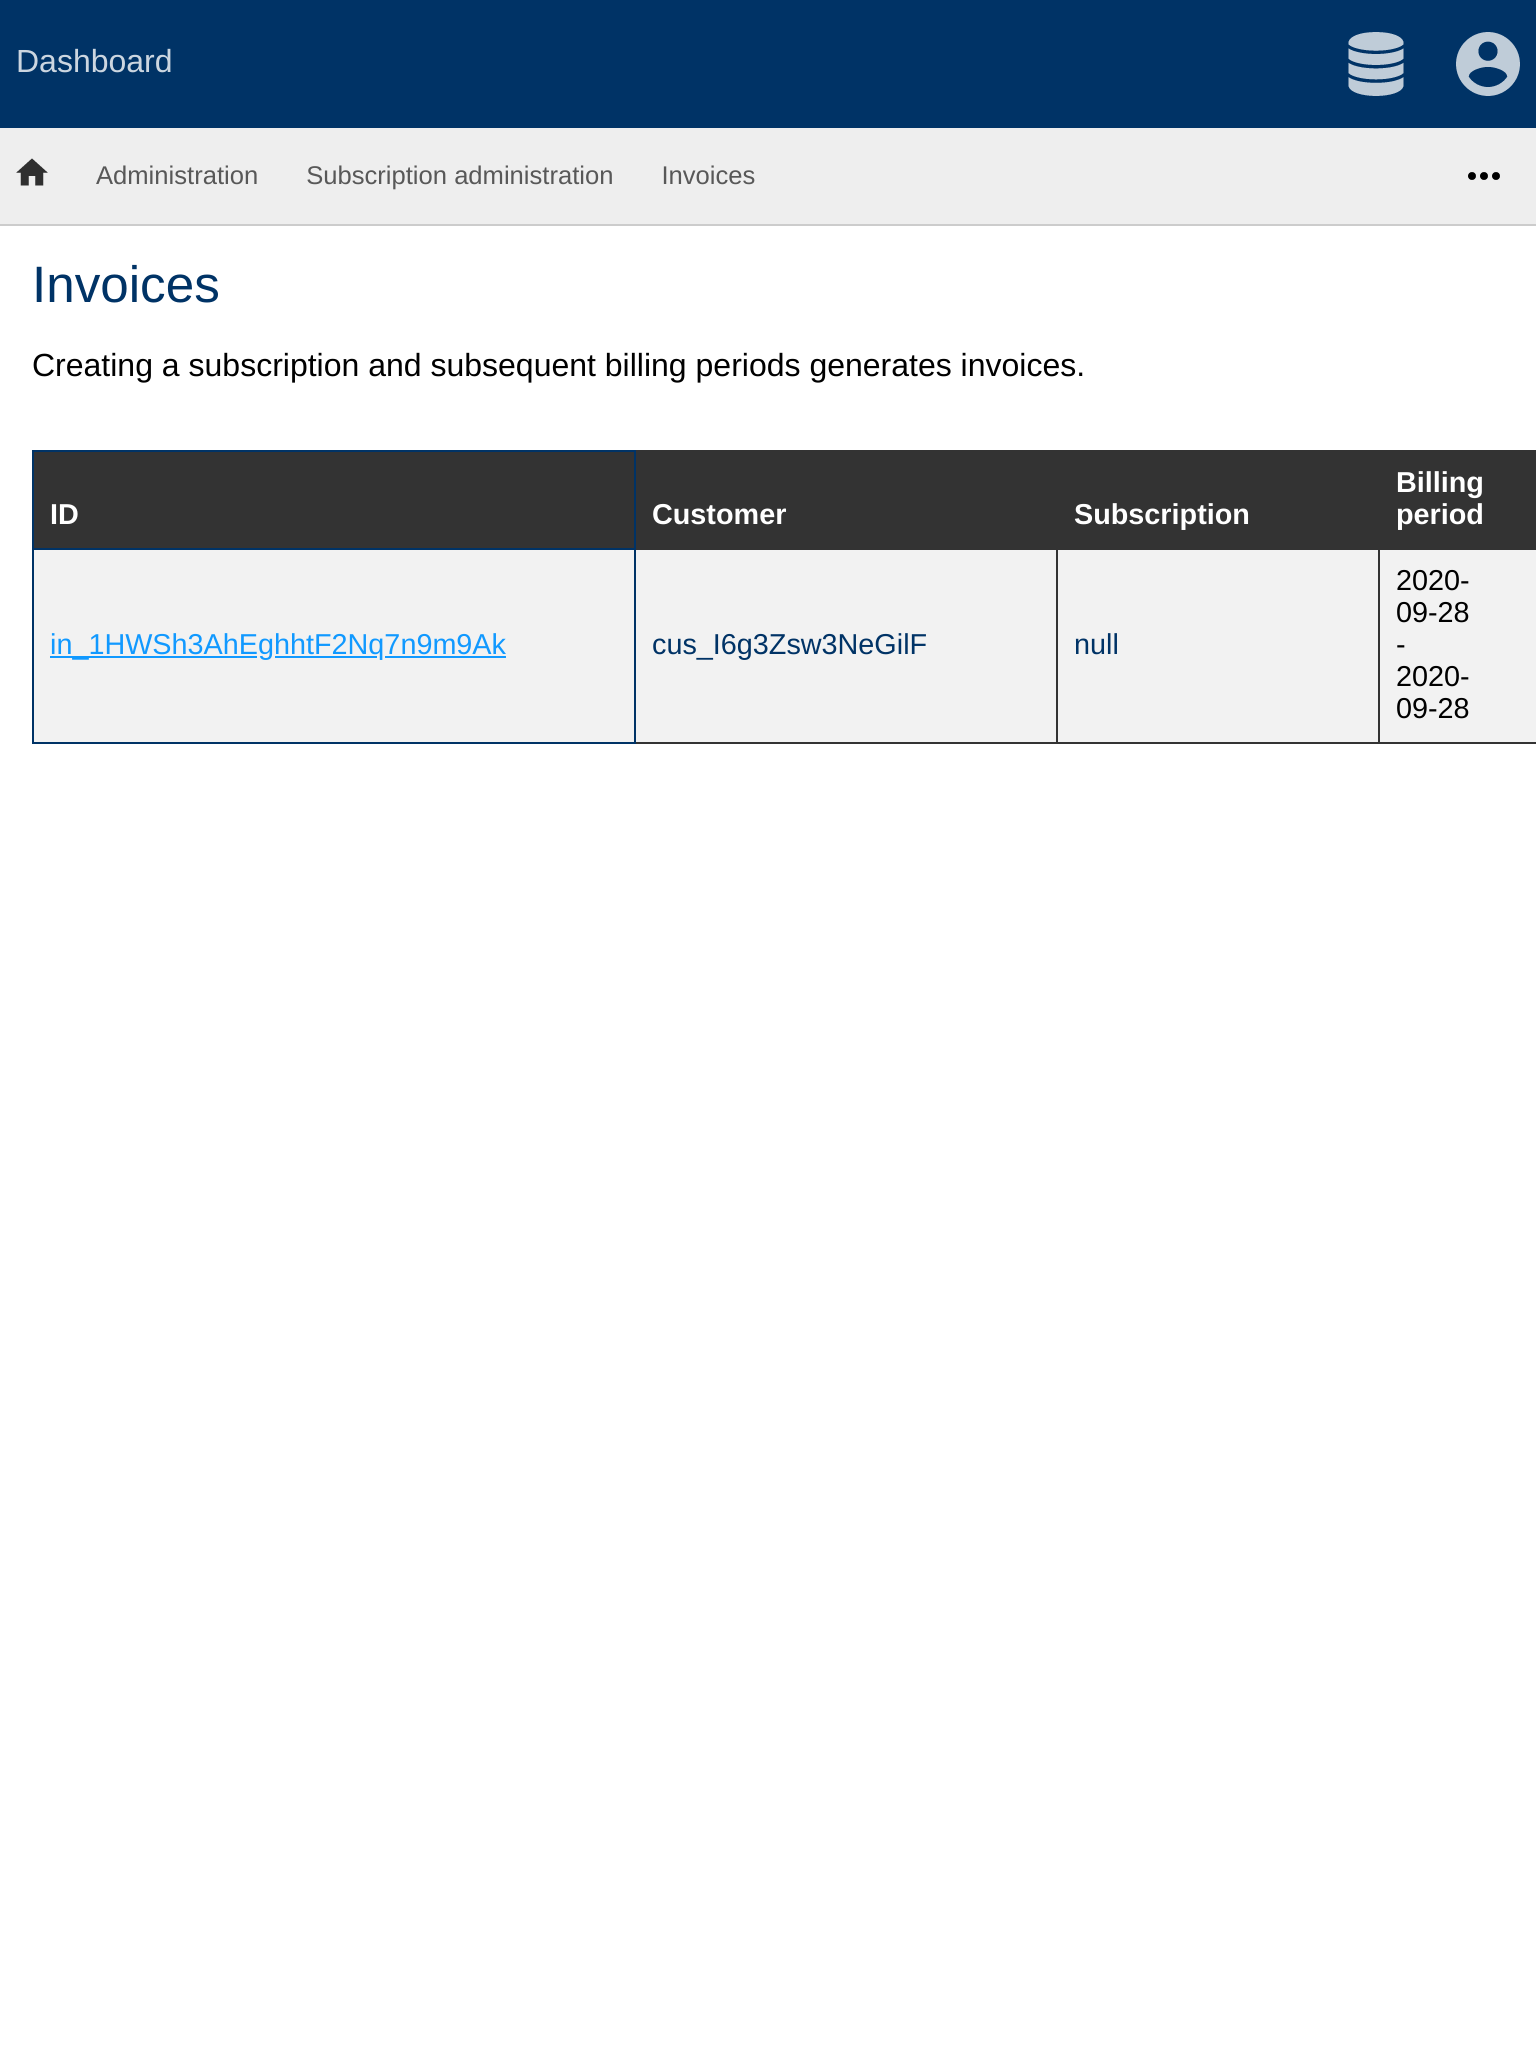 Dashboard
Administration Subscription administration Invoices
Invoices
Creating a subscription and subsequent billing periods generates invoices.
ID Customer Subscription Billing
period
in_1HWSh3AhEghhtF2Nq7n9m9Ak cus_I6g3Zsw3NeGilF null 2020-
09-28
-
2020-
09-28